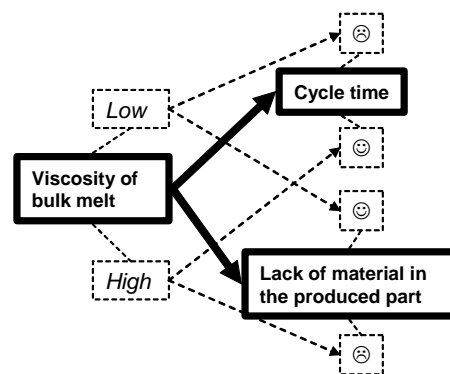 Cycle time
Low
Viscosity of
bulk melt
High
Lack of material in
the produced part